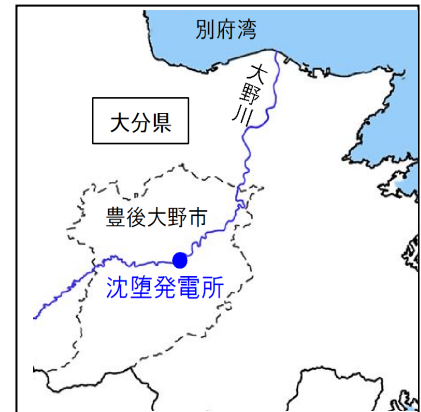 別府湾
大野川
大分県
豊後大野市
沈堕発電所